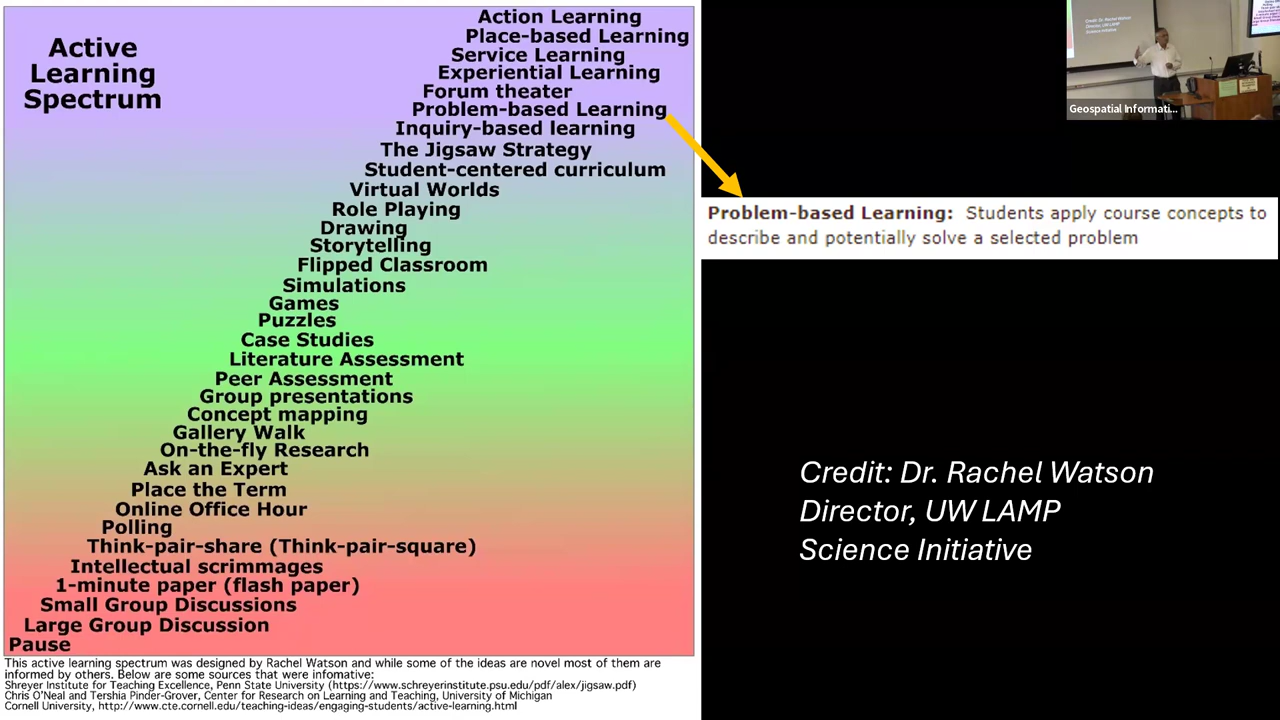 Active
Learning
Spectrum
Action Learning
Place-based Learning
Service Learning
Experiential Learning
Forum theater
Problem-based Learning
Inquiry-based learning
The Jigsaw Strategy
Student-centered curriculum
Virtual Worlds
Role Playing
Drawing
Storytelling
Flipped Classroom
Simulations
Games
Puzzles
Case Studies
Literature Assessment
Peer Assessment
Group presentations
Concept mapping
Gallery Walk
On-the-fly Research
Ask an Expert
Place the Term
Online Office Hour
Polling
Think-pair-share (Think-pair-square)
Intellectual scrimmages
1-minute paper (flash paper)
Small Group Discussions
Large Group Discussion
Pause
This active learning spectrum was designed by Rachel Watson and while some of the ideas are novel most of them are
informed by others. Below are some sources that were infomative:
Shreyer Institute for Teaching Excellence, Penn State University (https://www.schreyerinstitute.psu.edu/pdf/alex/jigsaw.pdf)
Chris O'Neal and Tershia Pinder-Grover, Center for Research on Learning and Teaching, University of Michigan
Cornell University, http://www.cte.cornell.edu/teaching-ideas/engaging-students/active-learning.html
Problem-based Learning: Students apply course concepts to
describe and potentially solve a selected problem
Credit: Dr. Rachel Watson
Director, UW LAMP
Science Initiative
Credit: Dr. Rachel Watson
Director, UW LAMP
Science Initiative
Geospatial Informati...